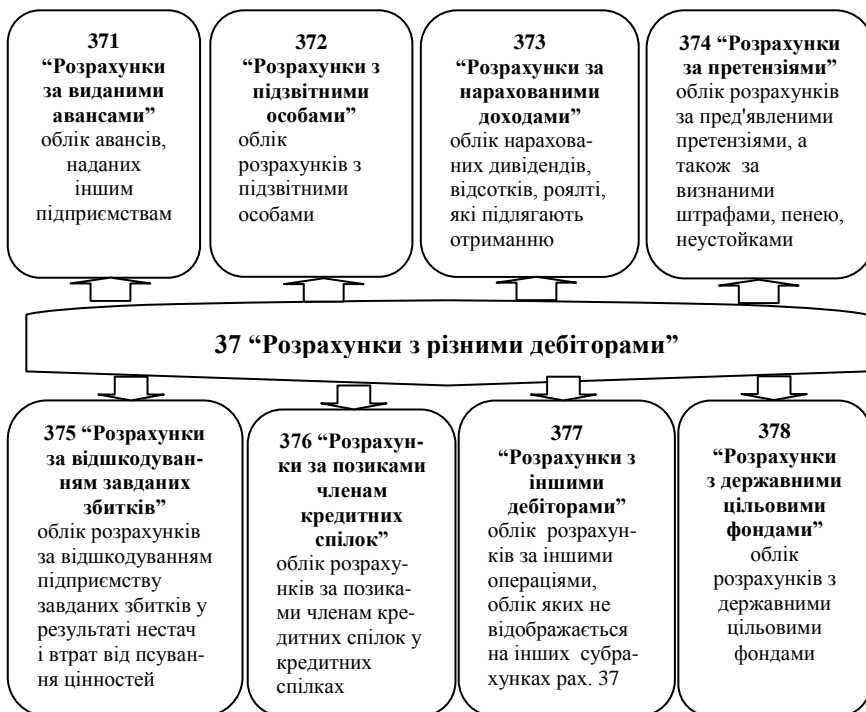 371
“Розрахунки
за виданими
авансами”
облік авансів,
наданих
іншим
підприємствам
372
“Розрахунки з
підзвітними
особами”
облік
розрахунків з
підзвітними
особами
373
“Розрахунки за
нарахованими
доходами”
облік нарахова-
них дивідендів,
відсотків, роялті,
які підлягають
отриманню
374 “Розрахунки
за претензіями”
облік розрахунків
за пред'явленими
претензіями, а
також за
визнаними
штрафами, пенею,
неустойками
37 “Розрахунки з різними дебіторами”
375 “Розрахунки
за відшкодуван-
ням завданих
збитків”
облік розрахунків
за відшкодуванням
підприємству
завданих збитків у
результаті нестач
і втрат від псуван-
ня цінностей
376 “Розрахун-
ки за позиками
членам
кредитних
спілок”
облік розраху-
нків за позика-
ми членам кре-
дитних спілок у
кредитних
спілках
377
“Розрахунки з
іншими
дебіторами”
облік розрахун-
ків за іншими
операціями,
облік яких не
відображається
на інших субра-
хунках рах. 37
378
“Розрахунки
з державними
цільовими
фондами”
облік
розрахунків з
державними
цільовими
фондами